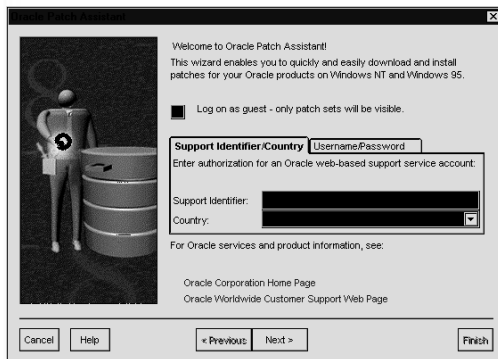 Oracle Patch Assistant
Welcome to Oracle Patch Assistant!
This wizard enables you to quickly and easily download and install
patches for your Oracle products on Windows NT and Windows 95.
Log on as guest - only patch sets will be visible.
Support Identifier/Country Username/Password
Enter authorization for an Oracle web-based support service account:
Support Identifier:
Country:
For Oracle services and product information, see:
Oracle Corporation Home Page
Oracle Worldwide Customer Support Web Page
Cancel Help « Previous Next » Finish